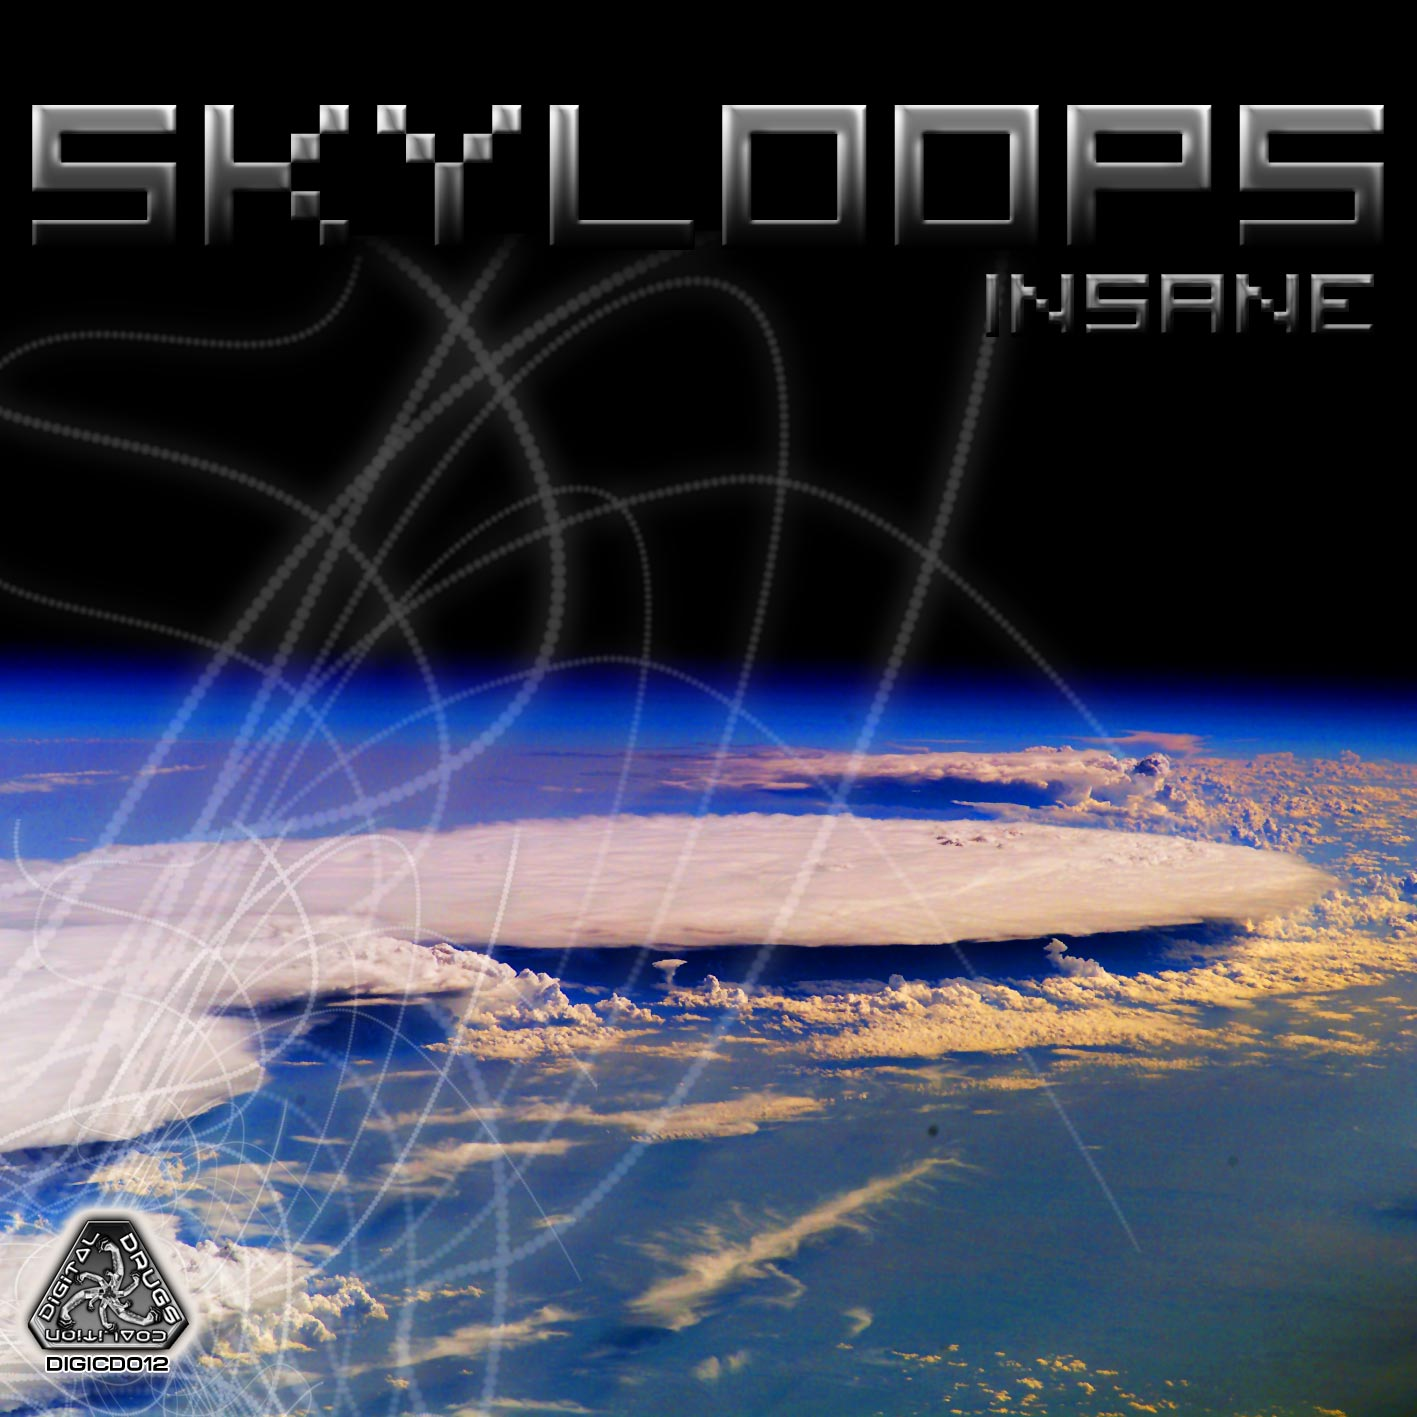 SKYLOOPS
INSANE
DIGITAL DRUGS
COALITION
DIGICD012